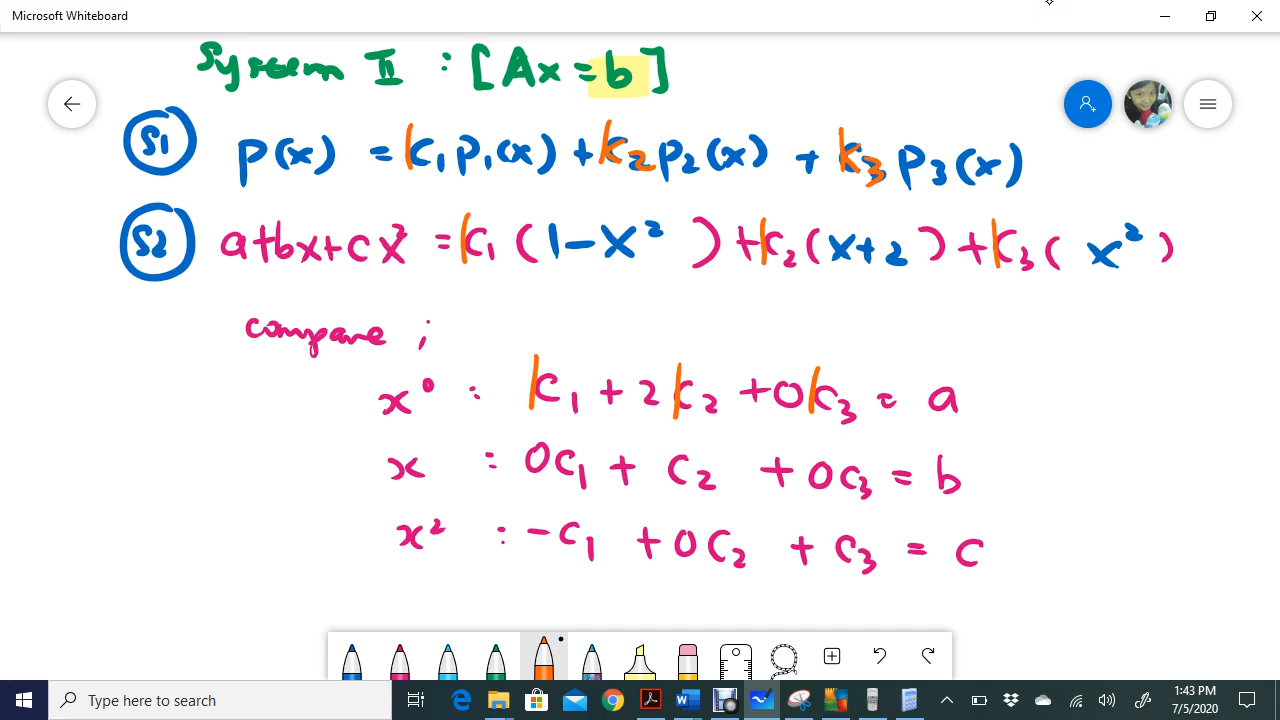 Microsoft Whiteboard
System II : [Ax = b]
S1 p(x) = k₁p₁(x) + k₂p₂(x) + k₃p₃(x)
S2 a+bx+cx² = k₁(1-x²) + k₂(x+2) + k₃(x²)
compare ;
x⁰ : k₁ + 2k₂ + 0k₃ = a
x : 0c₁ + c₂ + 0c₃ = b
x² : -c₁ + 0c₂ + c₃ = c
Type here to search
1:43 PM
7/5/2020